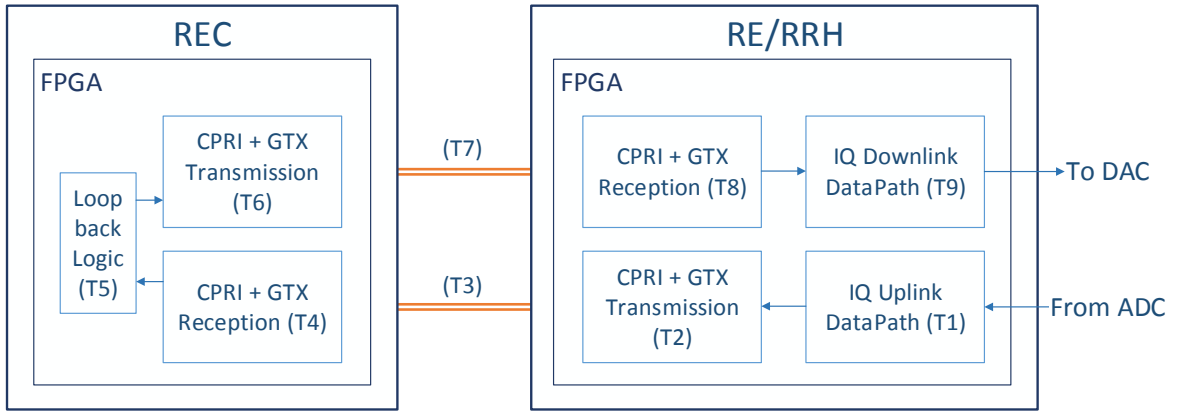 REC
FPGA
CPRI + GTX
Transmission
(T6)
Loop
back
Logic
(T5)
CPRI + GTX
Reception (T4)
(T7)
(T3)
RE/RRH
FPGA
CPRI + GTX
Reception (T8)
IQ Downlink
DataPath (T9)
To DAC
CPRI + GTX
Transmission
(T2)
IQ Uplink
DataPath (T1)
From ADC